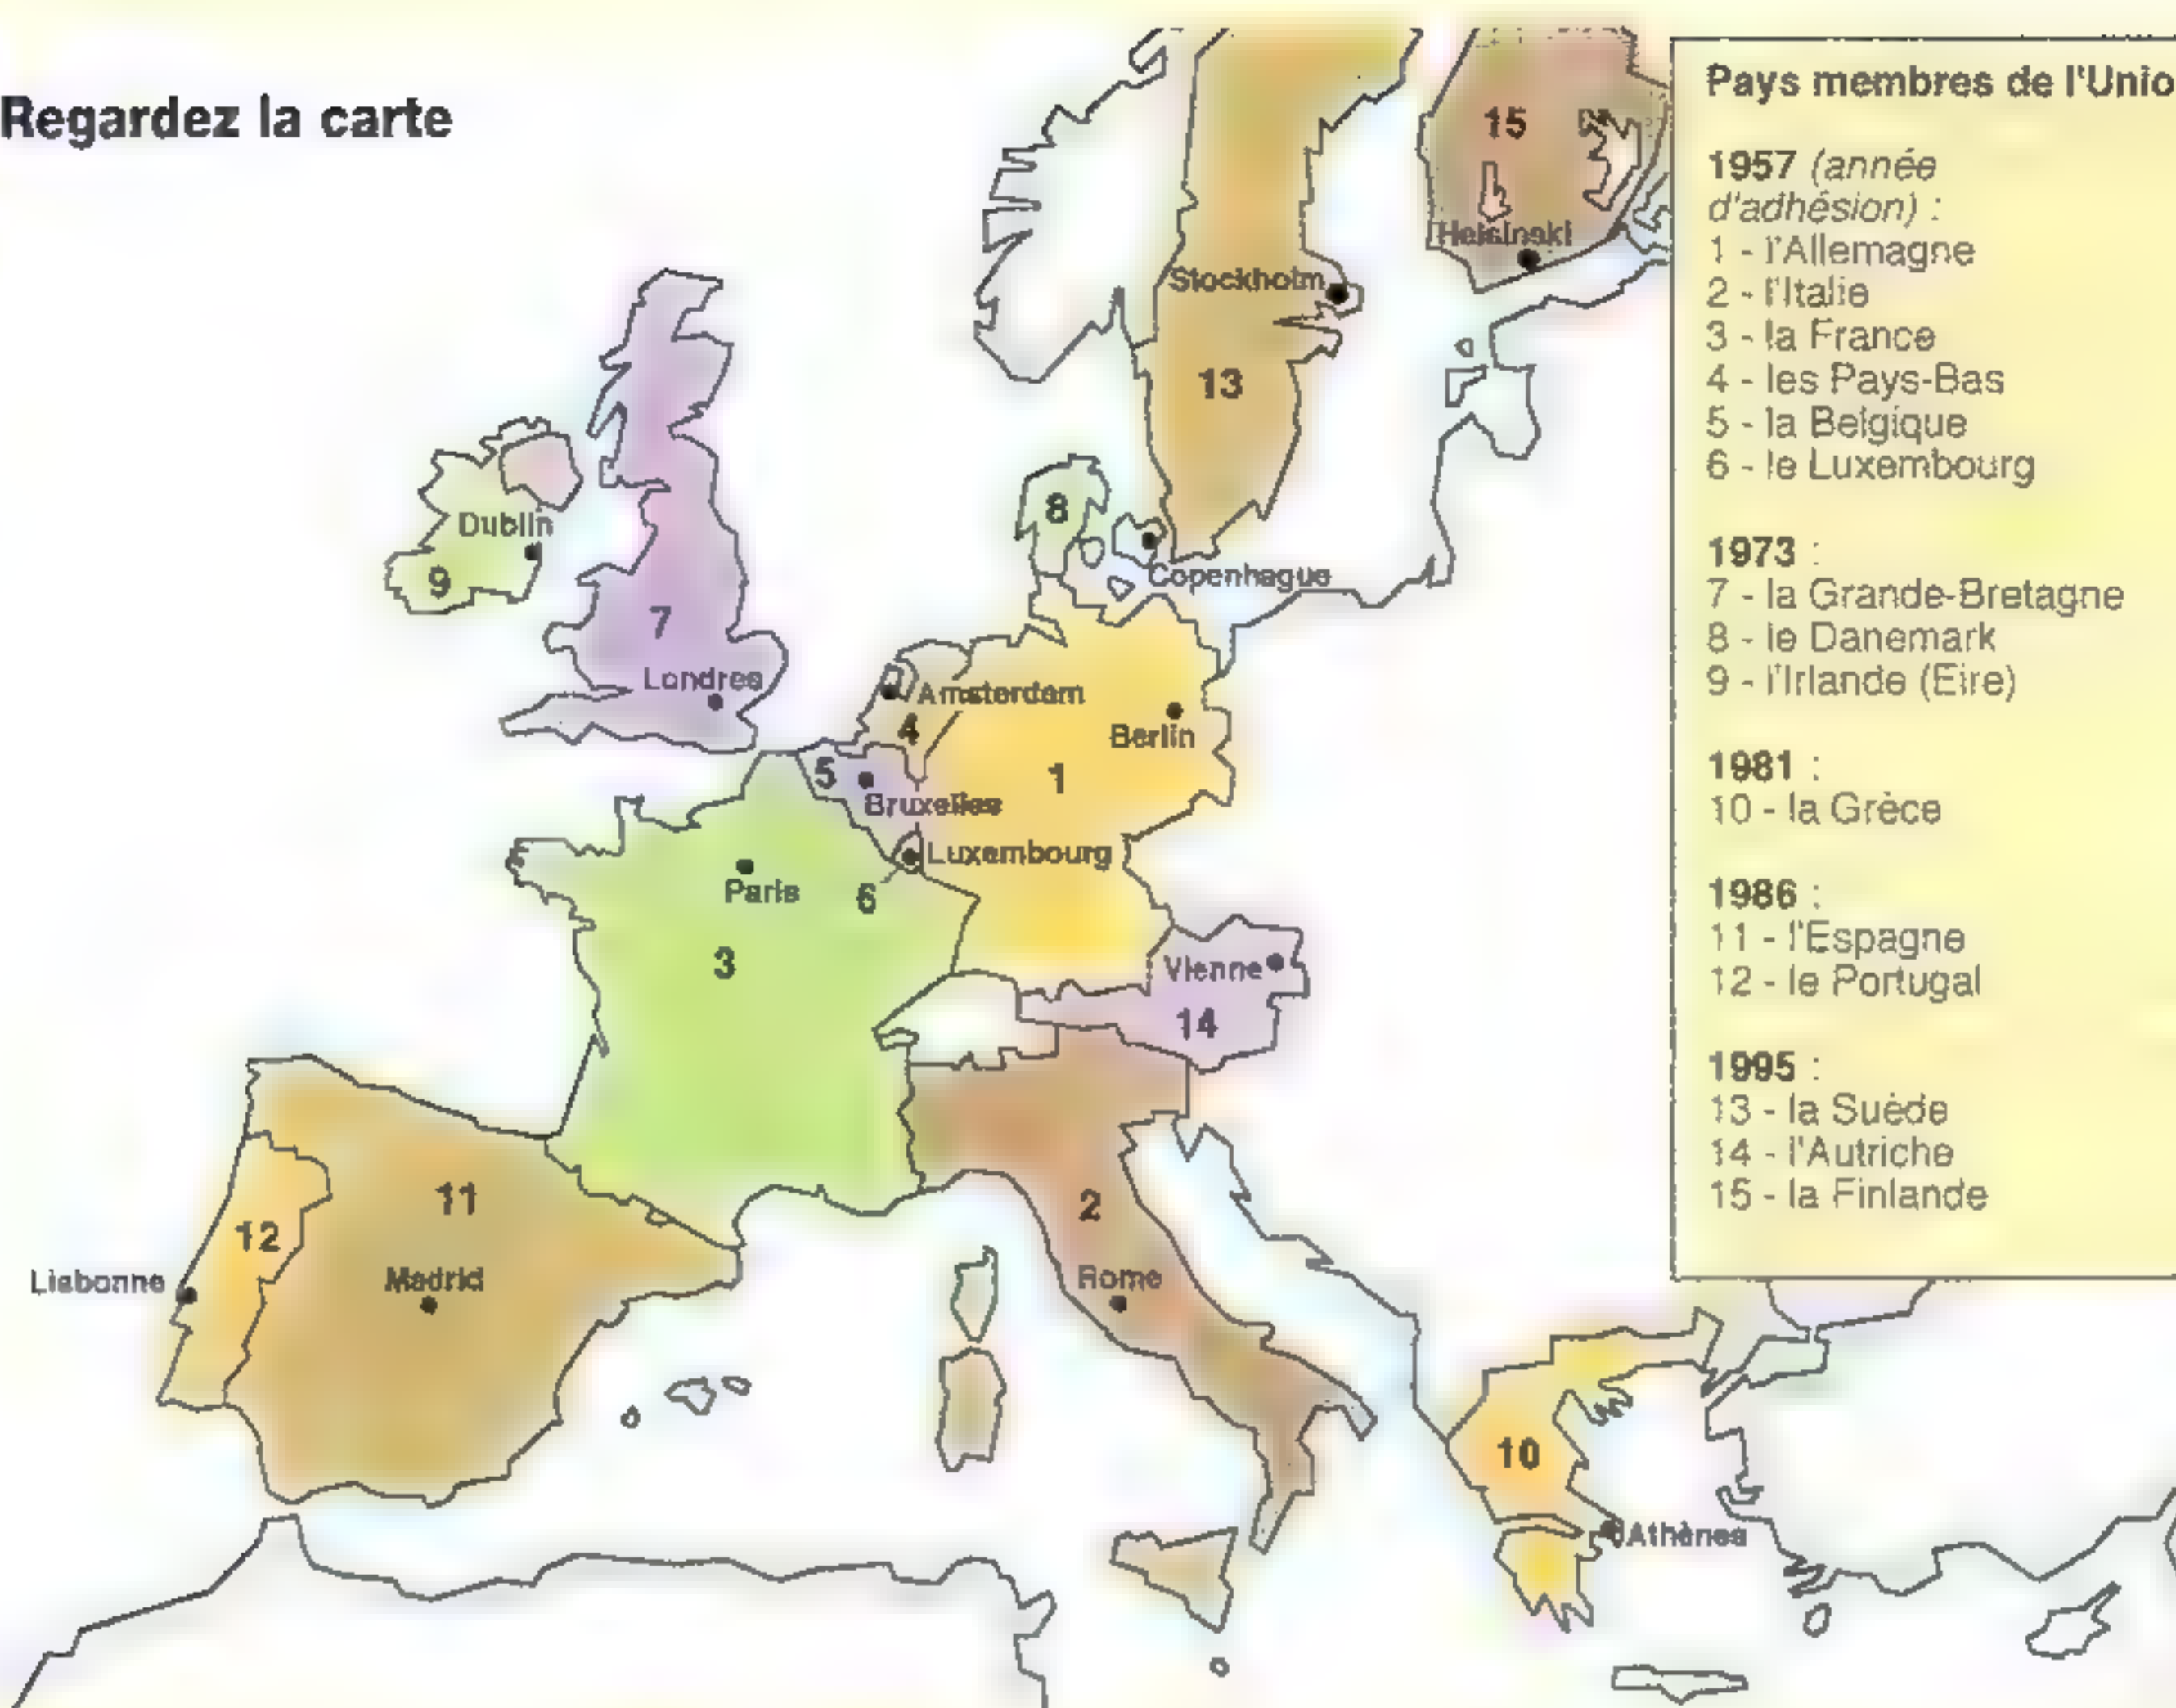 Regardez la carte
Pays membres de l'Unio
1957 (année
d'adhésion) :
1 - l'Allemagne
2 - l'Italie
3 - la France
4 - les Pays-Bas
5 - la Belgique
6 - le Luxembourg
1973 :
7 - la Grande-Bretagne
8 - le Danemark
9 - l'Irlande (Eire)
1981 :
10 - la Grèce
1986 :
11 - l'Espagne
12 - le Portugal
1995 :
13 - la Suède
14 - l'Autriche
15 - la Finlande
15
Helsinski
Stockholm
13
8
Copenhague
Dublin
9
7
Londres
Amsterdam
4
Berlin
5
Bruxelles
1
Luxembourg
6
Paris
3
Vienne
14
11
12
2
Lisbonne
Madrid
Rome
10
Athènes